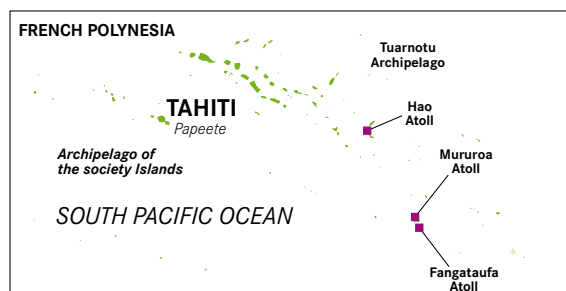 FRENCH POLYNESIA
Tuarnotu
Archipelago
TAHITI
Papeete
Hao
Atoll
Archipelago of
the society Islands
Mururoa
Atoll
SOUTH PACIFIC OCEAN
Fangataufa
Atoll